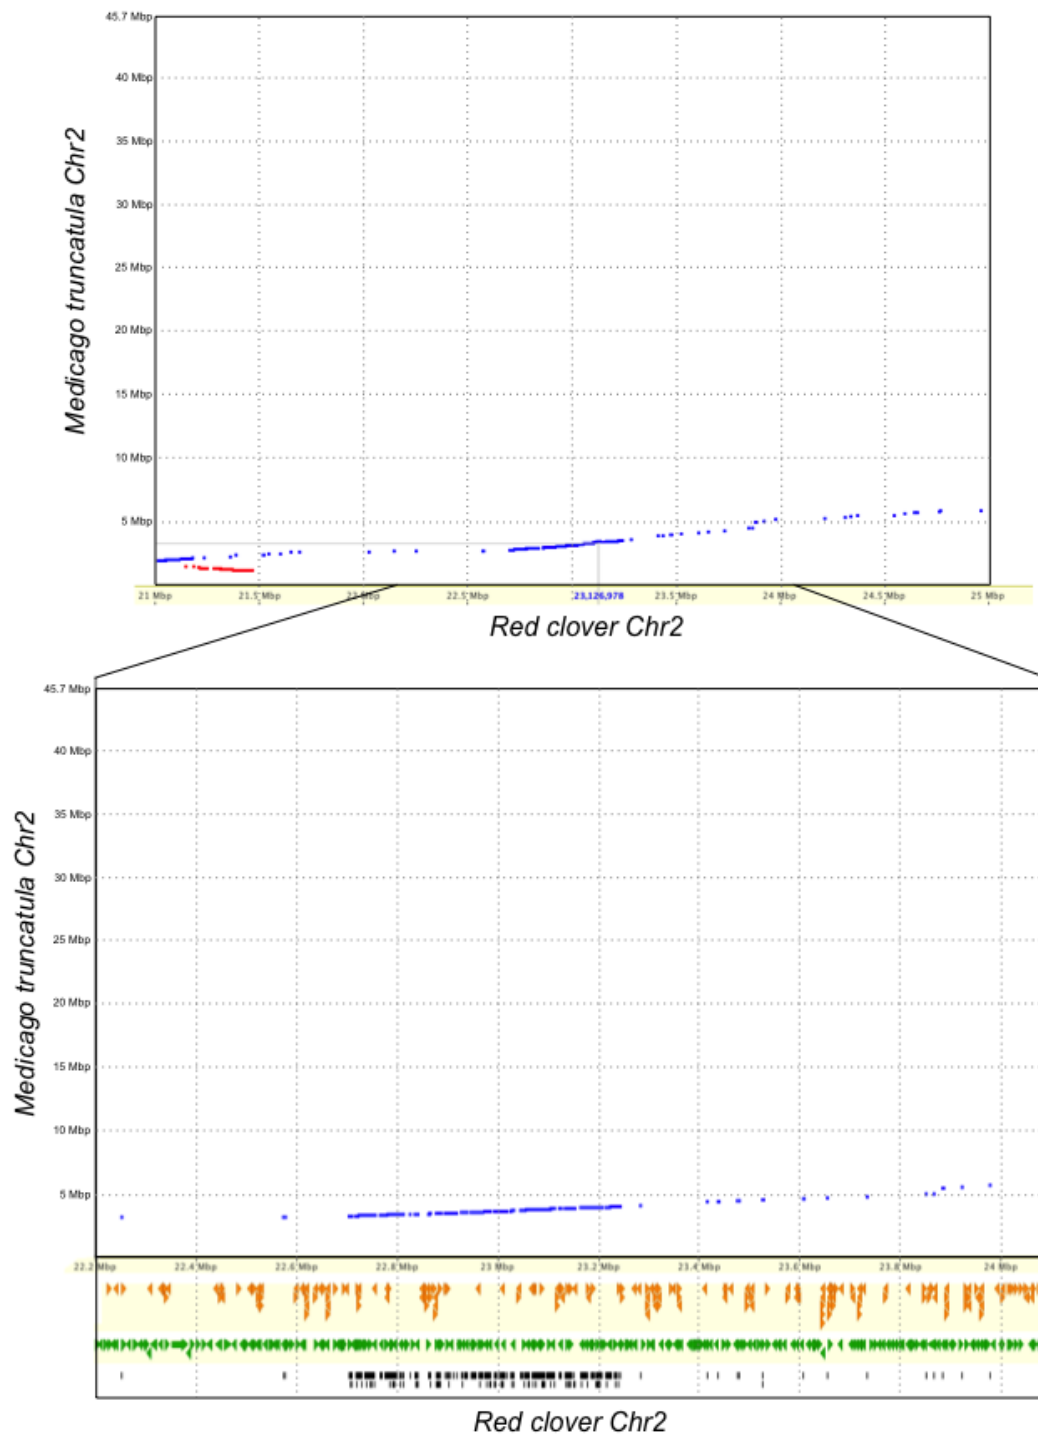 45.7 Mbp
40 Mbp
35 Mbp
30 Mbp
25 Mbp
20 Mbp
15 Mbp
10 Mbp
5 Mbp
Medicago truncatula Chr2
21 Mbp 21.5 Mbp 22.5 Mbp 23,126,978 23.5 Mbp 24 Mbp 24.5 Mbp 25 Mbp
Red clover Chr2
45.7 Mbp
40 Mbp
35 Mbp
30 Mbp
25 Mbp
20 Mbp
15 Mbp
10 Mbp
5 Mbp
Medicago truncatula Chr2
22.2 Mbp 22.4 Mbp 22.6 Mbp 22.8 Mbp 23 Mbp 23.2 Mbp 23.4 Mbp 23.6 Mbp 23.8 Mbp 24 Mbp
Red clover Chr2